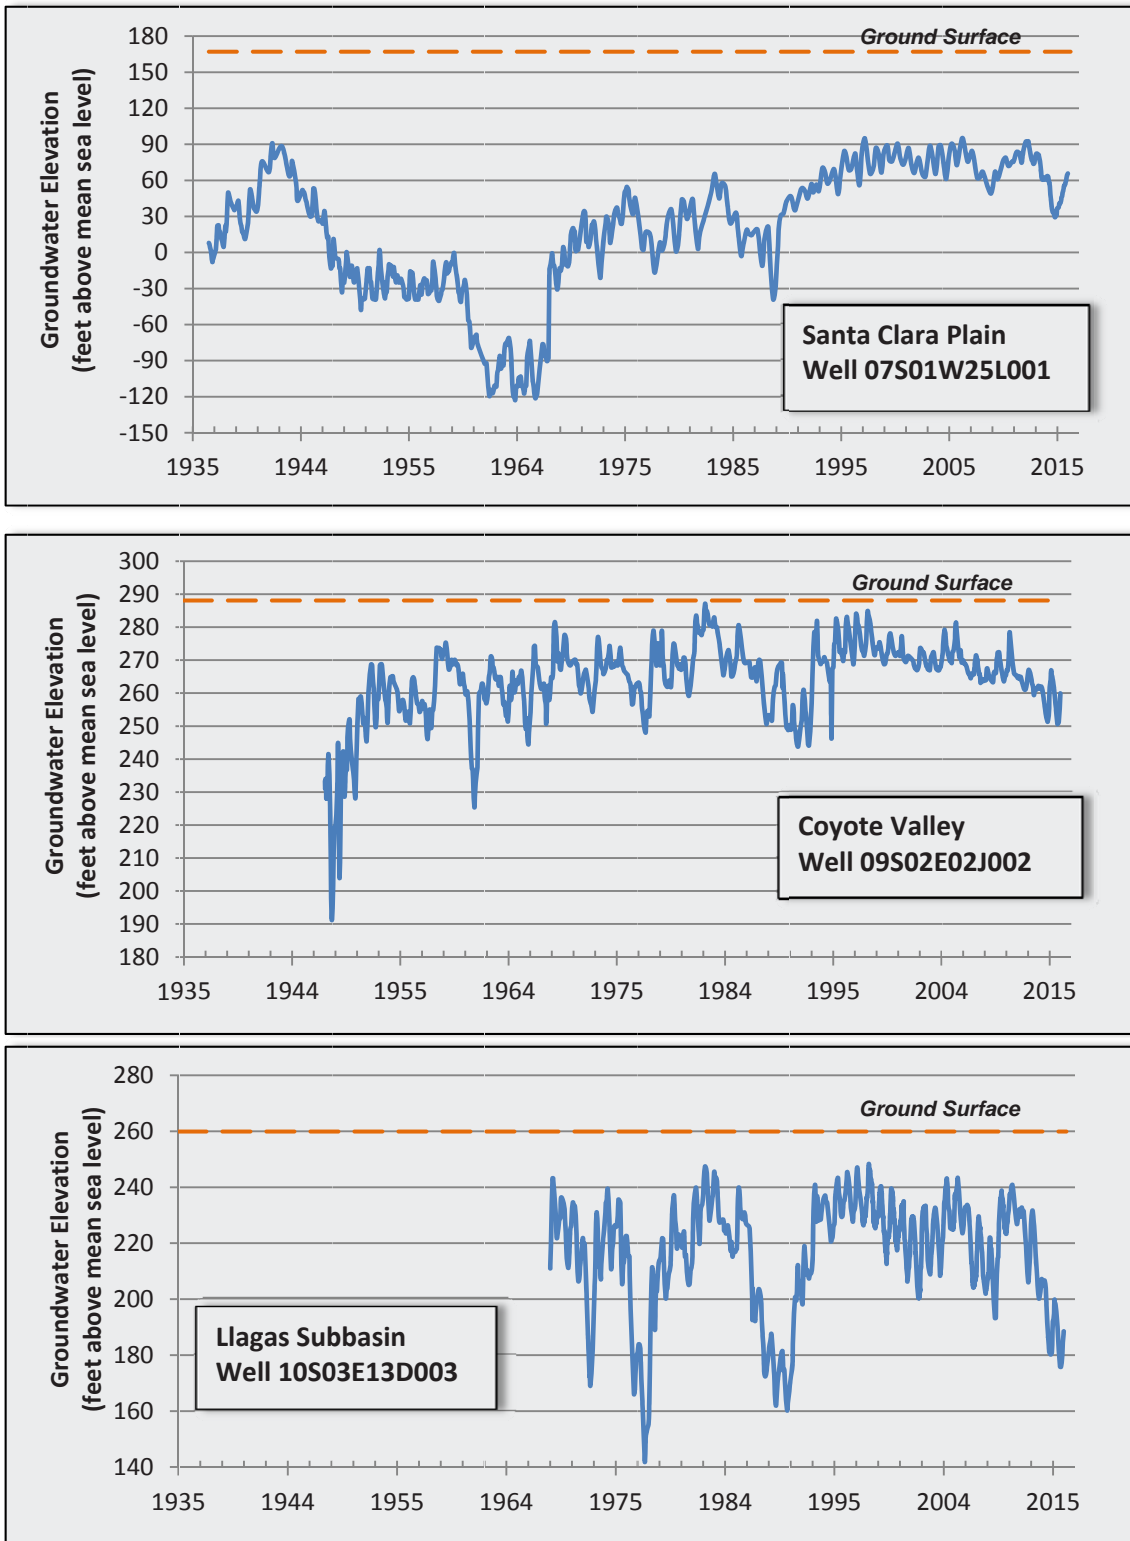 Groundwater Elevation
(feet above mean sea level)
180
150
120
90
60
30
0
-30
-60
-90
-120
-150
Ground Surface
Santa Clara Plain
Well 07S01W25L001
1935 1944 1955 1964 1975 1985 1995 2005 2015
Groundwater Elevation
(feet above mean sea level)
300
290
280
270
260
250
240
230
220
210
200
190
180
Ground Surface
Coyote Valley
Well 09S02E02J002
1935 1944 1955 1964 1975 1984 1995 2004 2015
Groundwater Elevation
(feet above mean sea level)
280
260
240
220
200
180
160
140
Ground Surface
Llagas Subbasin
Well 10S03E13D003
1935 1944 1955 1964 1975 1984 1995 2004 2015